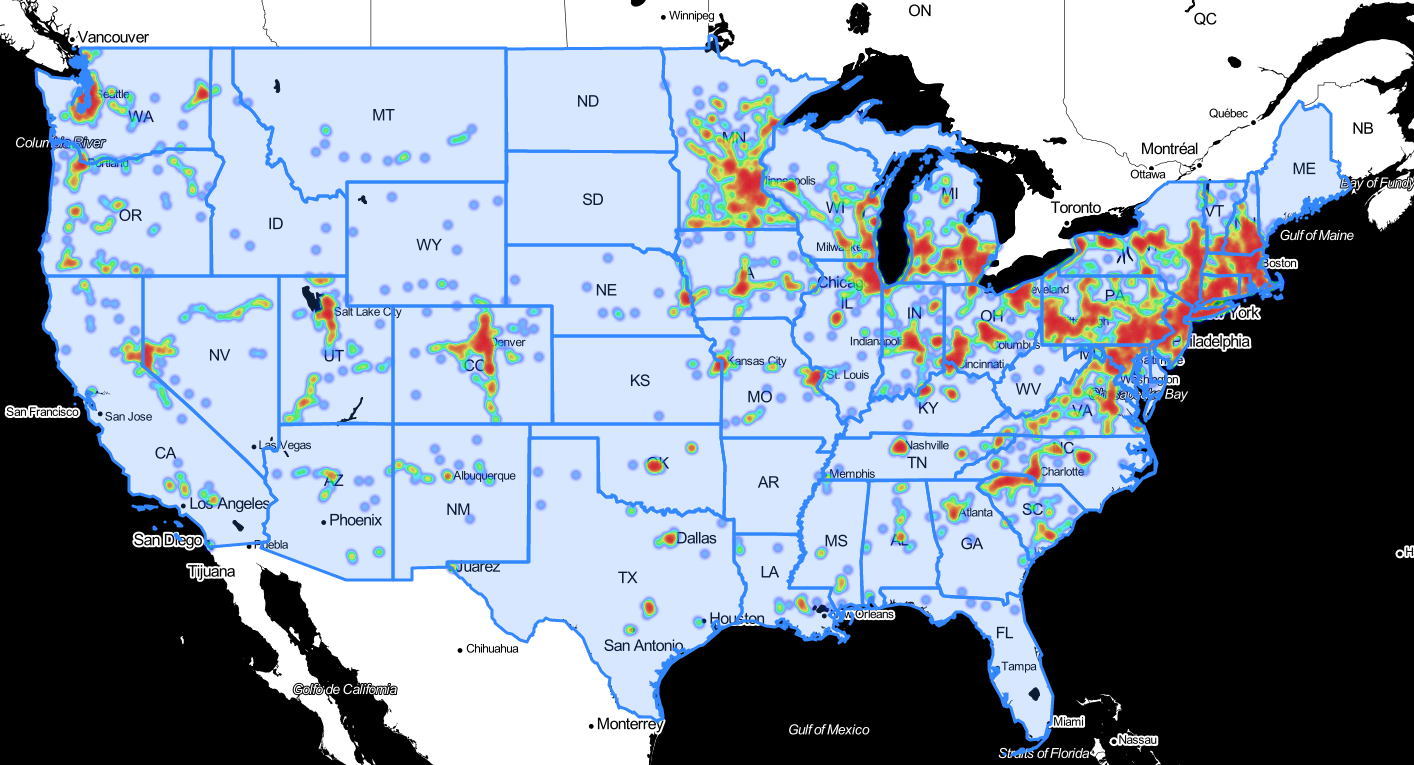 Winnipeg
ON
QC
Vancouver
Seattle
WA
MT
ND
MN
Québec
NB
Montréal
Ottawa
ME
Columbia River
Portland
Minneapolis
MI
Bay of Fundy
OR
ID
WY
SD
WI
Toronto
VT
Gulf of Maine
Milwaukee
Boston
NE
Chicago
Cleveland
PA
IL
IN
OH
New York
Salt Lake City
NV
UT
Denver
CO
Indianapolis
Columbus
Pittsburgh
Philadelphia
Kansas City
Cincinnati
Baltimore
KS
St. Louis
WV
Washington
MO
KY
VA
Chesapeake Bay
San Francisco
San Jose
CA
Las Vegas
Nashville
TN
NC
AZ
Albuquerque
OK
Memphis
Charlotte
AR
Los Angeles
NM
SC
Phoenix
Atlanta
San Diego
Puebla
Dallas
MS
AL
GA
Tijuana
Juárez
TX
LA
Houston
New Orleans
FL
Chihuahua
San Antonio
Tampa
Golfo de California
Monterrey
Gulf of Mexico
Miami
Nassau
Straits of Florida